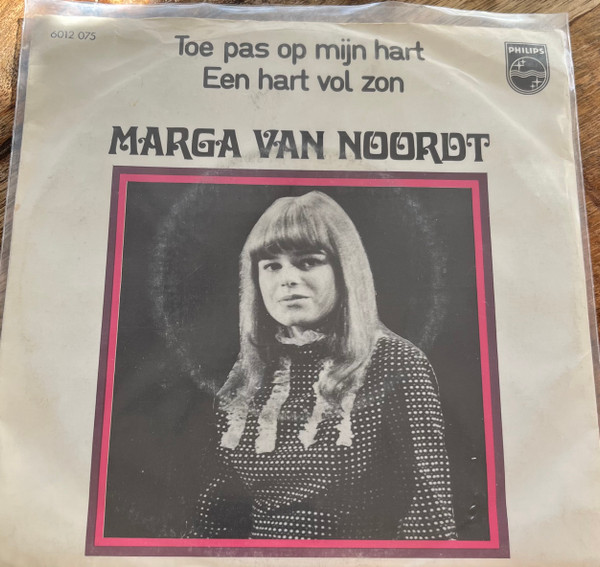 6012 075
Toe pas op mijn hart
Een hart vol zon
PHILIPS
MARGA VAN NOORDT